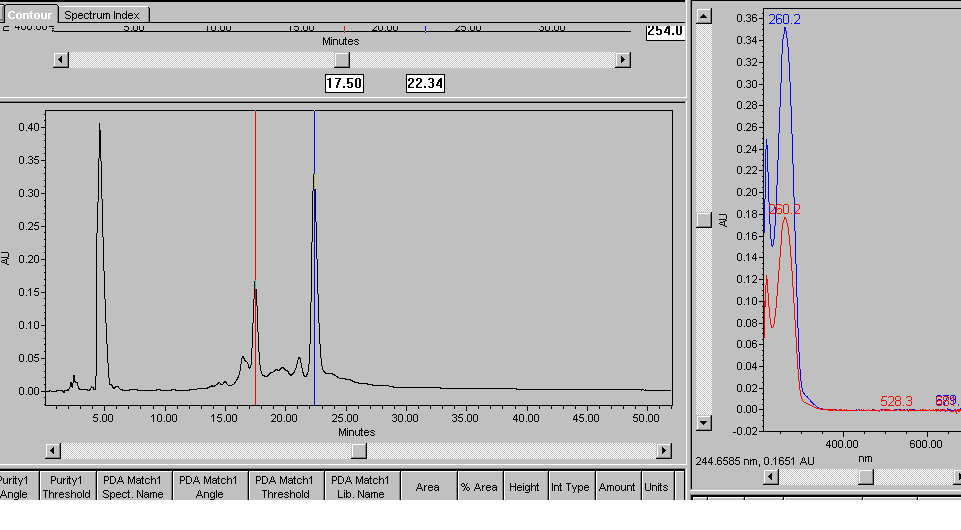 Contour Spectrum Index
5.00 10.00 15.00 20.00 25.00 30.00
254.0
Minutes
17.50 22.34
0.40
0.35
0.30
0.25
0.20
0.15
0.10
0.05
0.00
AU
5.00 10.00 15.00 20.00 25.00 30.00 35.00 40.00 45.00 50.00
Minutes
Purity1 Angle
Purity1 Threshold
PDA Match1 Spect. Name
PDA Match1 Angle
PDA Match1 Threshold
PDA Match1 Lib. Name
Area
% Area
Height
Int Type
Amount
Units
0.36
0.34
0.32
0.30
0.28
0.26
0.24
0.22
0.20
0.18
0.16
0.14
0.12
0.10
0.08
0.06
0.04
0.02
0.00
-0.02
AU
260.2
260.2
528.3
400.00 600.00
nm
244.6585 nm, 0.1651 AU